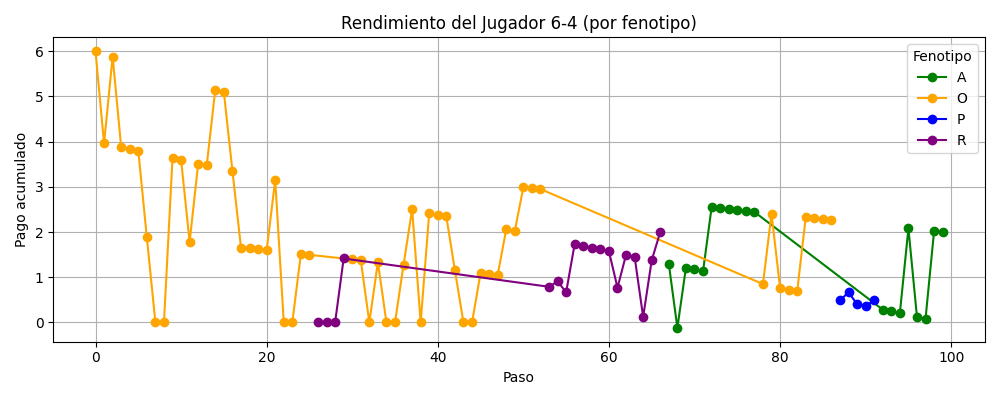 Rendimiento del Jugador 6-4 (por fenotipo)
Pago acumulado
6
5
4
3
2
1
0
Fenotipo
A
O
P
R
0 20 40 60 80 100
Paso